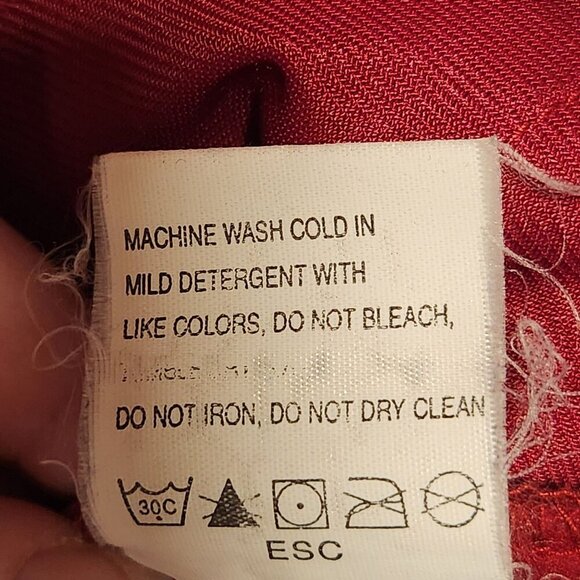 MACHINE WASH COLD IN
MILD DETERGENT WITH
LIKE COLORS, DO NOT BLEACH,
DO NOT IRON, DO NOT DRY CLEAN
30C
ESC